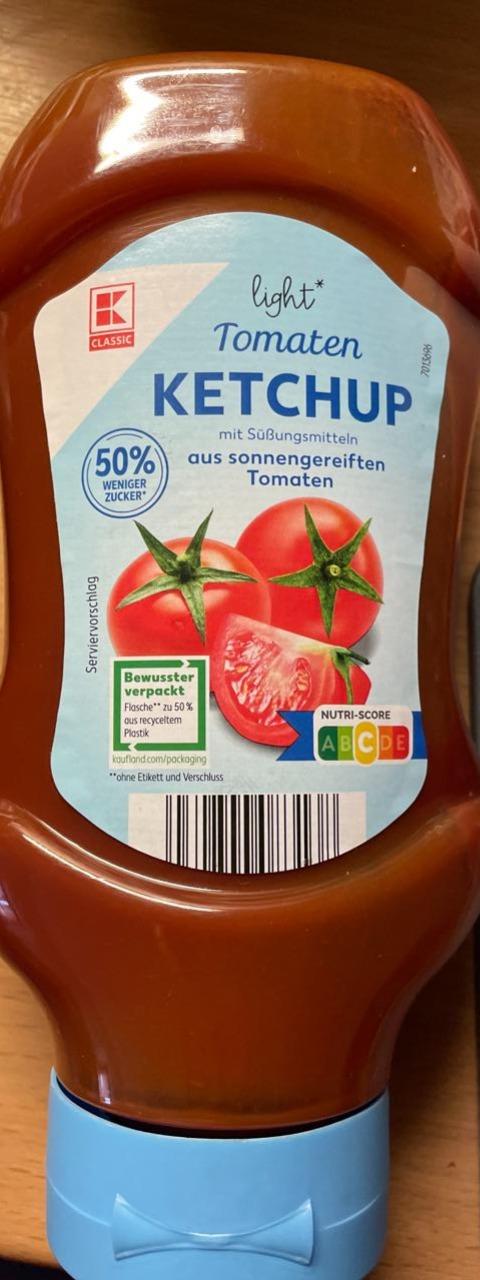 K
CLASSIC
light*
Tomaten
KETCHUP
mit Süßungsmitteln
aus sonnengereiften
Tomaten
7013696
50%
WENIGER
ZUCKER*
Serviervorschlag
Bewusster
verpackt
Flasche** zu 50 %
aus recyceltem
Plastik
kaufland.com/packaging
**ohne Etikett und Verschluss
NUTRI-SCORE
A B C D E